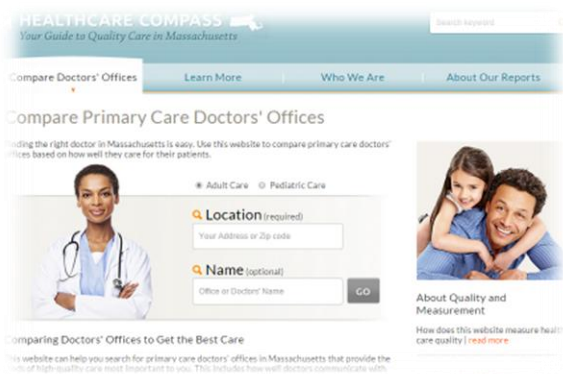 HEALTHCARE COMPASS
Search keyword
Your Guide to Quality Care in Massachusetts
Compare Doctors' Offices
Learn More
Who We Are
About Our Reports
Compare Primary Care Doctors' Offices
nding the right doctor in Massachusetts is easy. Use this website to compare primary care doctors'
offices based on how well they care for their patients.
Adult Care
Pediatric Care
Location (required)
Your Address or Zip code
Name (optional)
Office or Doctors' Name
GO
About Quality and
Measurement
How does this website measure health
care quality | read more
Comparing Doctors' Offices to Get the Best Care
This website can help you search for primary care doctors' offices in Massachusetts that provide the
kinds of high-quality care most important to you. This includes how well doctors communicate with